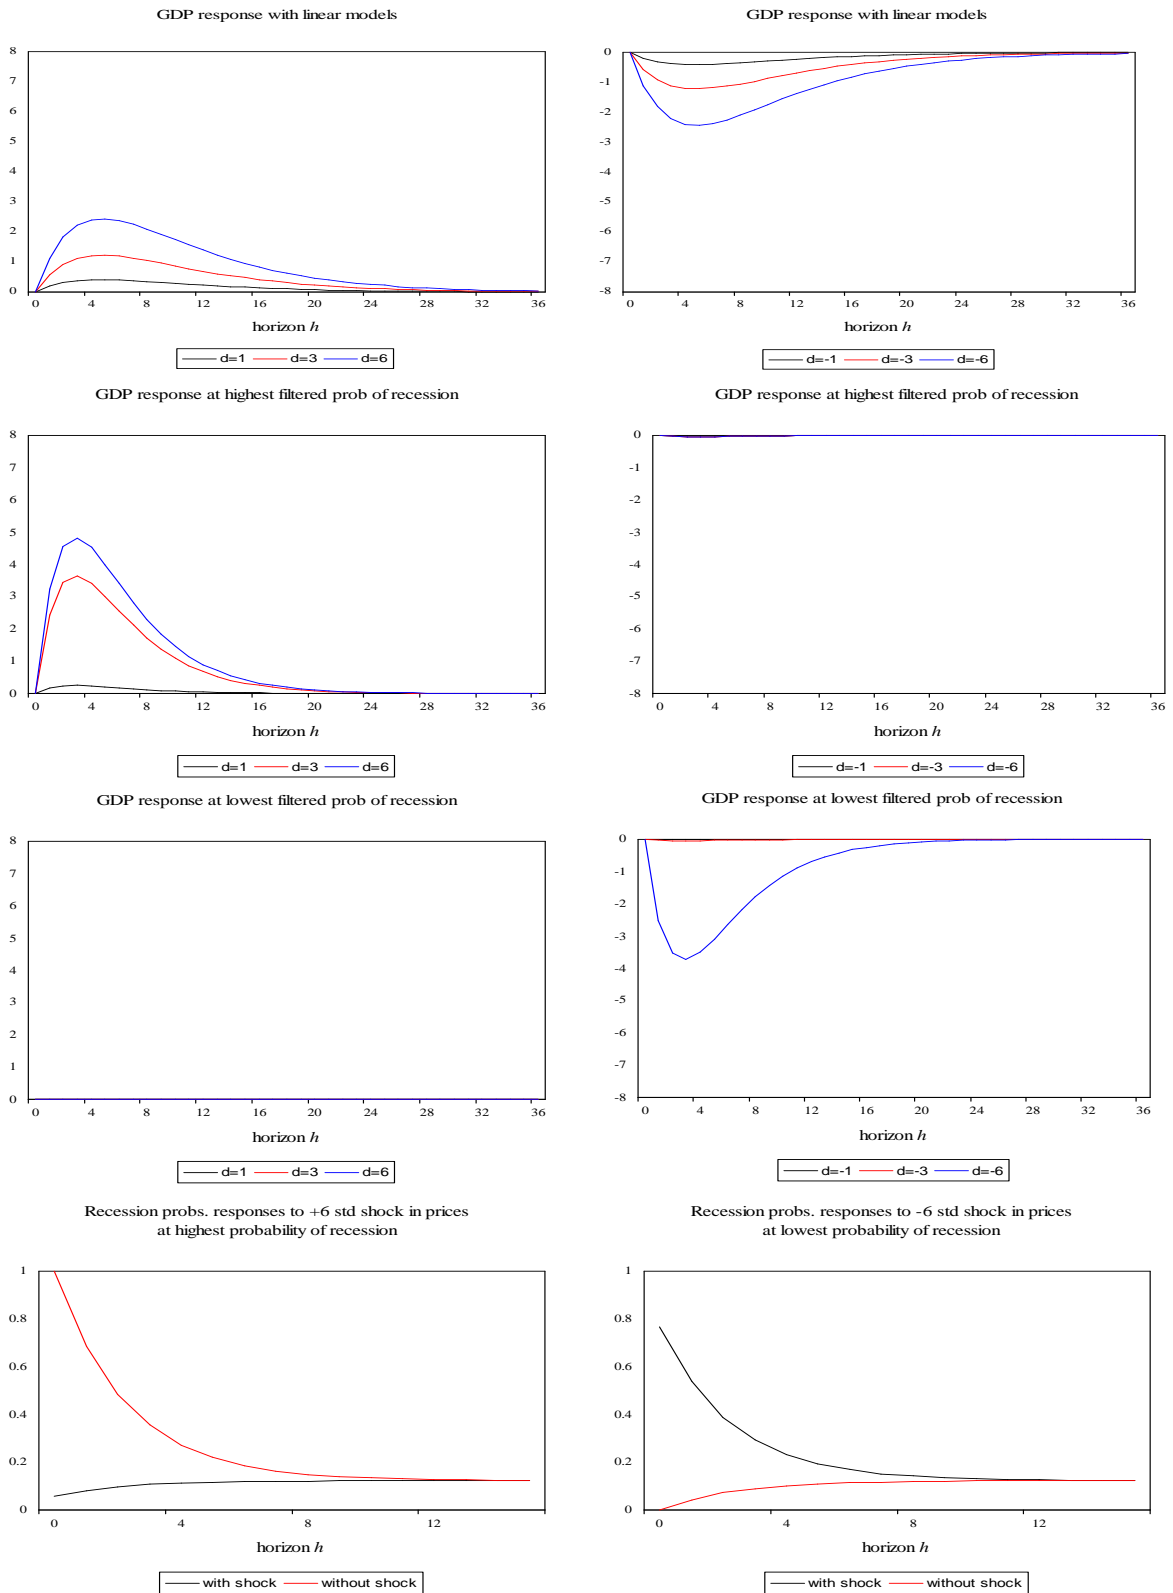 GDP response with linear models
8
7
6
5
4
3
2
1
0
0 4 8 12 16 20 24 28 32 36
horizon h
d=1 d=3 d=6
GDP response with linear models
0
-1
-2
-3
-4
-5
-6
-7
-8
0 4 8 12 16 20 24 28 32 36
horizon h
d=-1 d=-3 d=-6
GDP response at highest filtered prob of recession
8
7
6
5
4
3
2
1
0
0 4 8 12 16 20 24 28 32 36
horizon h
d=1 d=3 d=6
GDP response at highest filtered prob of recession
0
-1
-2
-3
-4
-5
-6
-7
-8
0 4 8 12 16 20 24 28 32 36
horizon h
d=-1 d=-3 d=-6
GDP response at lowest filtered prob of recession
8
7
6
5
4
3
2
1
0
0 4 8 12 16 20 24 28 32 36
horizon h
d=1 d=3 d=6
GDP response at lowest filtered prob of recession
0
-1
-2
-3
-4
-5
-6
-7
-8
0 4 8 12 16 20 24 28 32 36
horizon h
d=-1 d=-3 d=-6
Recession probs. responses to +6 std shock in prices
at highest probability of recession
1
0.8
0.6
0.4
0.2
0
0 4 8 12
horizon h
with shock without shock
Recession probs. responses to -6 std shock in prices
at lowest probability of recession
1
0.8
0.6
0.4
0.2
0
0 4 8 12
horizon h
with shock without shock